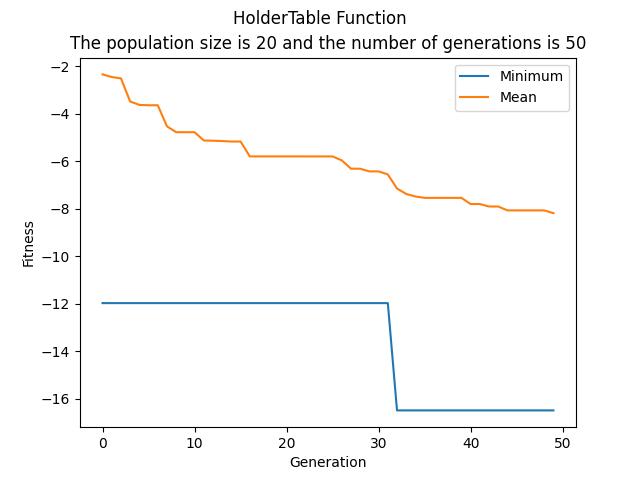 HolderTable Function
The population size is 20 and the number of generations is 50
Minimum
Mean
−2
−4
−6
−8
−10
−12
−14
−16
Fitness
0 10 20 30 40 50
Generation